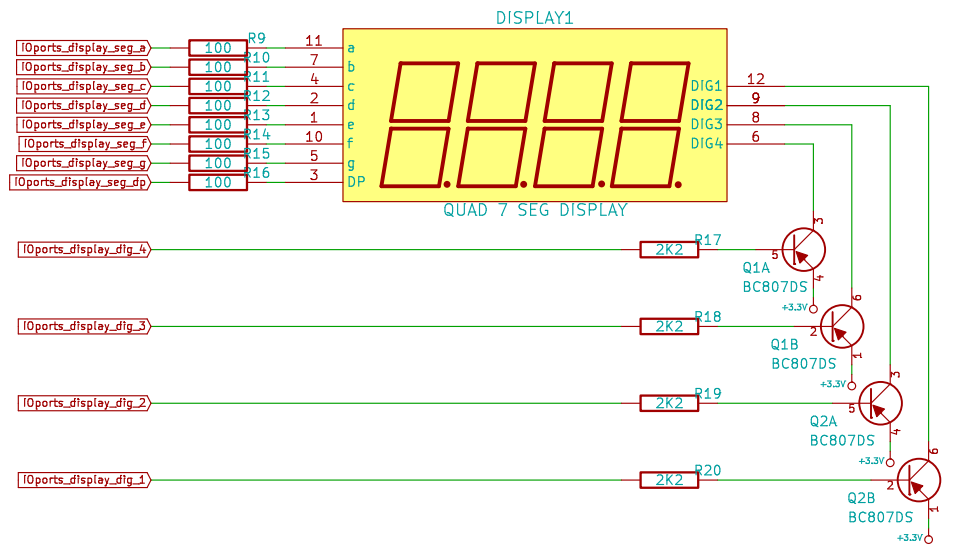 DISPLAY1
IOports_display_seg_a 100 R9 11 a
IOports_display_seg_b 100 R10 7 b
IOports_display_seg_c 100 R11 4 c DIG1 12
IOports_display_seg_d 100 R12 2 d DIG2 9
IOports_display_seg_e 100 R13 1 e DIG3 8
IOports_display_seg_f 100 R14 10 f DIG4 6
IOports_display_seg_g 100 R15 5 g
IOports_display_seg_dp 100 R16 3 DP
QUAD 7 SEG DISPLAY
IOports_display_dig_4 2K2 R17 5 3 4
Q1A
BC807DS
+3.3V
IOports_display_dig_3 2K2 R18 2 6 1
Q1B
BC807DS
+3.3V
IOports_display_dig_2 2K2 R19 5 3 4
Q2A
BC807DS
+3.3V
IOports_display_dig_1 2K2 R20 2 6 1
Q2B
BC807DS
+3.3V